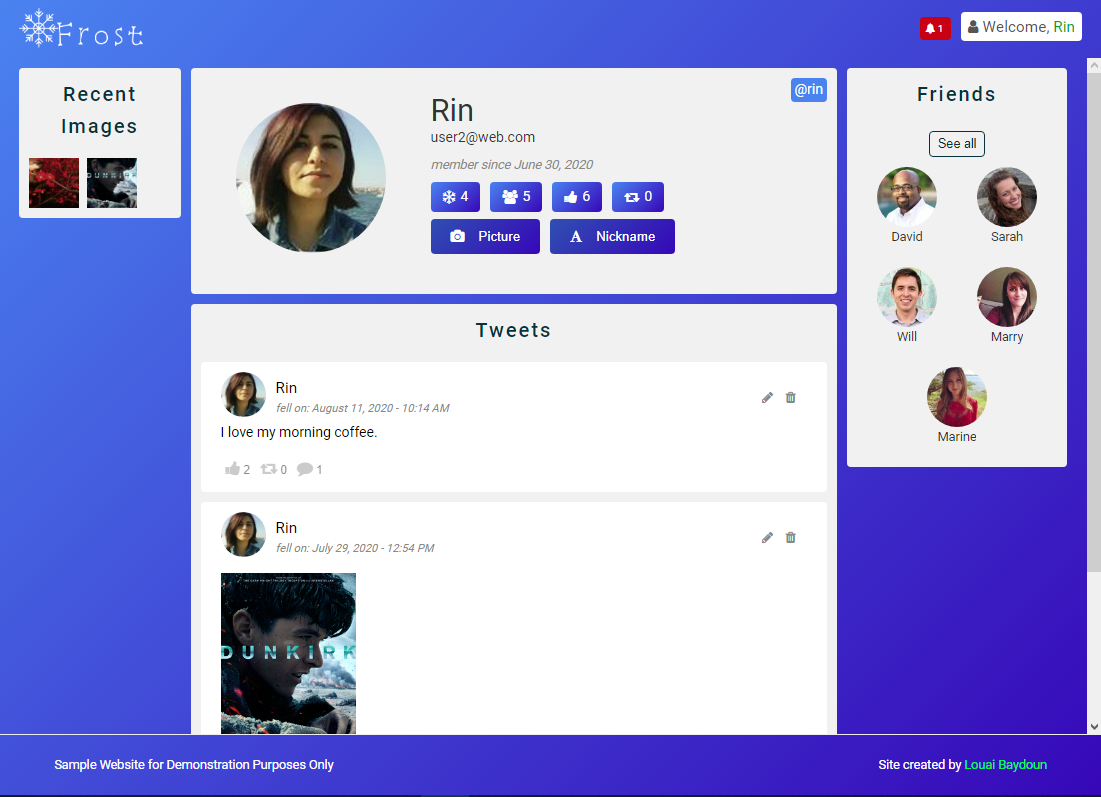 Frost
1
Welcome, Rin
Recent
Images
DUNKIRK
@rin
Rin
user2@web.com
member since June 30, 2020
4 5 6 0
Picture Nickname
Tweets
Rin
fell on: August 11, 2020 - 10:14 AM
I love my morning coffee.
2 0 1
Rin
fell on: July 29, 2020 - 12:54 PM
DUNKIRK
Friends
See all
David Sarah
Will Marry
Marine
Sample Website for Demonstration Purposes Only
Site created by Louai Baydoun